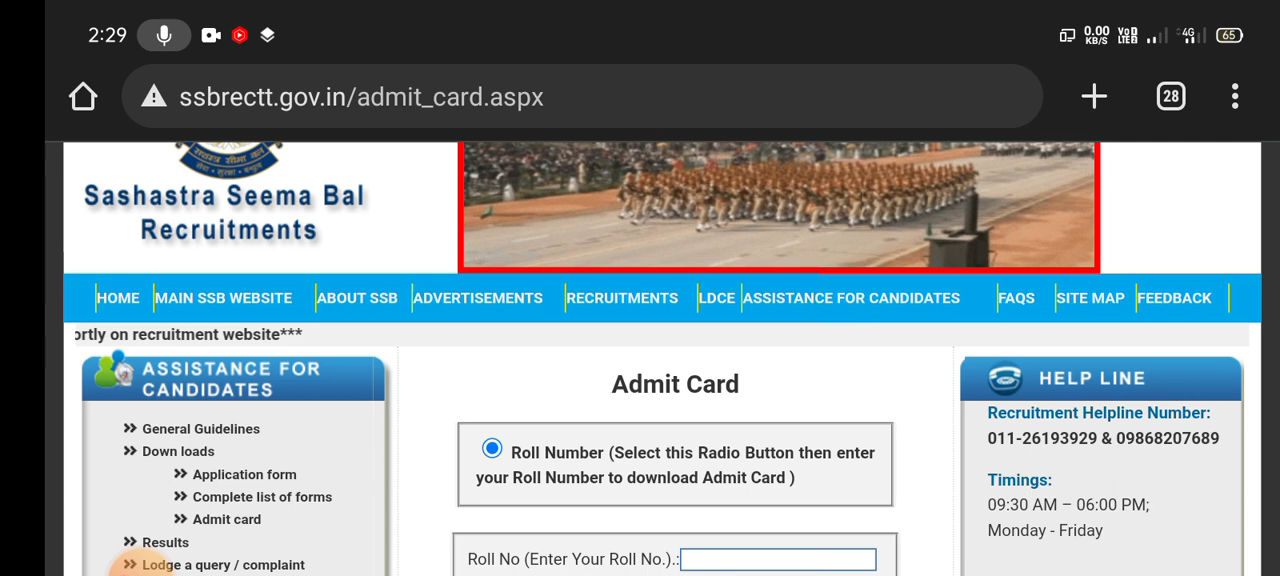 2:29
0.00
KB/S
Vo
LTE
4G
65
ssbrectt.gov.in/admit_card.aspx
28
सशस्त्र सीमा बल
सेवा सुरक्षा बन्धुत्व
Sashastra Seema Bal
Recruitments
HOME MAIN SSB WEBSITE ABOUT SSB ADVERTISEMENTS RECRUITMENTS LDCE ASSISTANCE FOR CANDIDATES FAQS SITE MAP FEEDBACK
ortly on recruitment website***
ASSISTANCE FOR
CANDIDATES
>> General Guidelines
>> Down loads
>> Application form
>> Complete list of forms
>> Admit card
>> Results
>> Lodge a query / complaint
Admit Card
Roll Number (Select this Radio Button then enter
your Roll Number to download Admit Card )
Roll No (Enter Your Roll No.).:
HELP LINE
Recruitment Helpline Number:
011-26193929 & 09868207689
Timings:
09:30 AM – 06:00 PM;
Monday - Friday